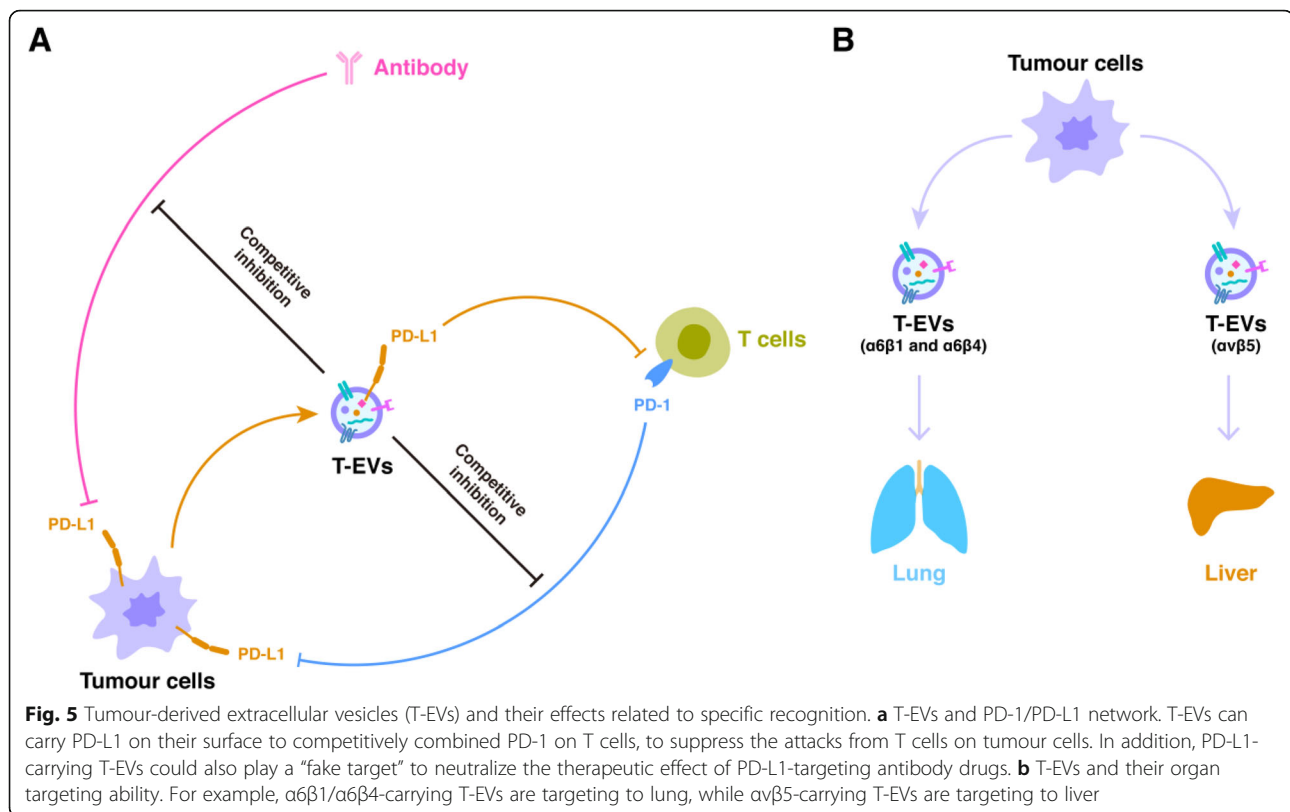 A
Antibody
Competitive
inhibition
PD-L1
T cells
PD-1
T-EVs
Competitive
inhibition
PD-L1
PD-L1
Tumour cells
B
Tumour cells
T-EVs
(α6β1 and α6β4)
T-EVs
(αvβ5)
Lung
Liver
Fig. 5 Tumour-derived extracellular vesicles (T-EVs) and their effects related to specific recognition. a T-EVs and PD-1/PD-L1 network. T-EVs can
carry PD-L1 on their surface to competitively combined PD-1 on T cells, to suppress the attacks from T cells on tumour cells. In addition, PD-L1-
carrying T-EVs could also play a “fake target” to neutralize the therapeutic effect of PD-L1-targeting antibody drugs. b T-EVs and their organ
targeting ability. For example, α6β1/α6β4-carrying T-EVs are targeting to lung, while αvβ5-carrying T-EVs are targeting to liver